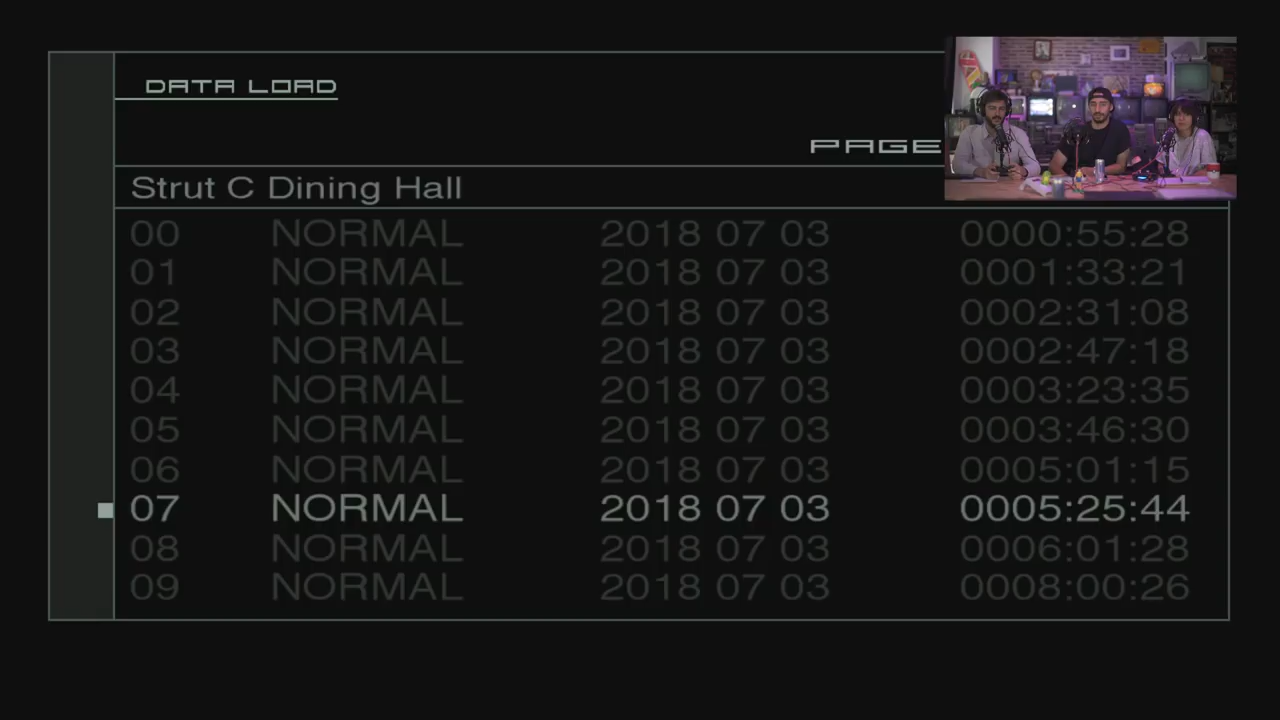 DATA LOAD
PAGE
Strut C Dining Hall
00 NORMAL 2018 07 03 0000:55:28
01 NORMAL 2018 07 03 0001:33:21
02 NORMAL 2018 07 03 0002:31:08
03 NORMAL 2018 07 03 0002:47:18
04 NORMAL 2018 07 03 0003:23:35
05 NORMAL 2018 07 03 0003:46:30
06 NORMAL 2018 07 03 0005:01:15
07 NORMAL 2018 07 03 0005:25:44
08 NORMAL 2018 07 03 0006:01:28
09 NORMAL 2018 07 03 0008:00:26